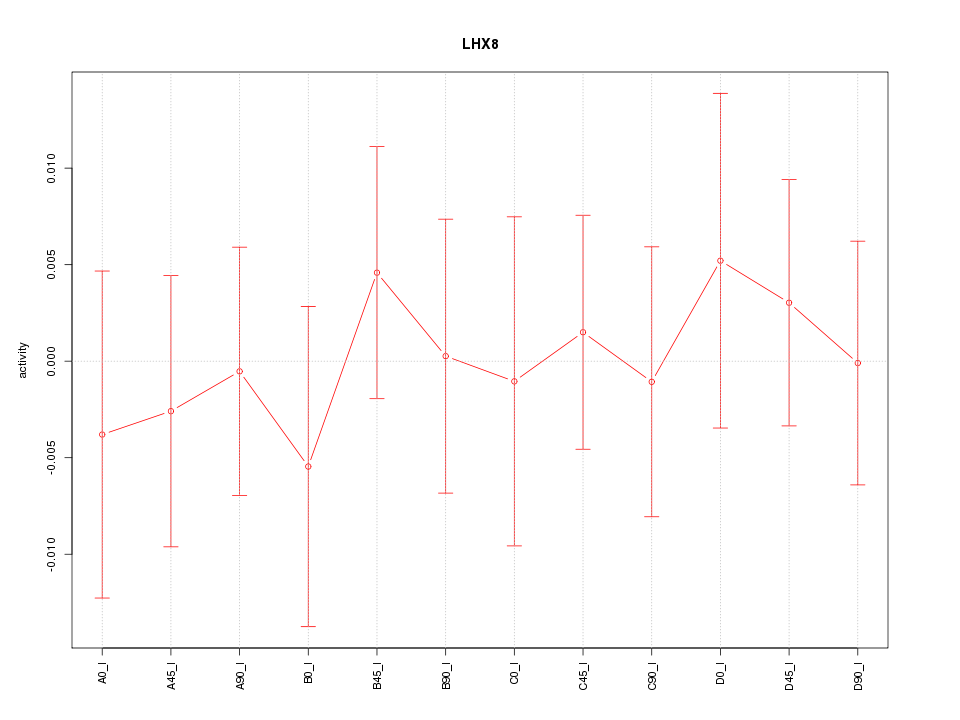 LHX8
activity
0.010
0.005
0.000
-0.005
-0.010
A0_I
A45_I
A90_I
B0_I
B45_I
B90_I
C0_I
C45_I
C90_I
D0_I
D45_I
D90_I